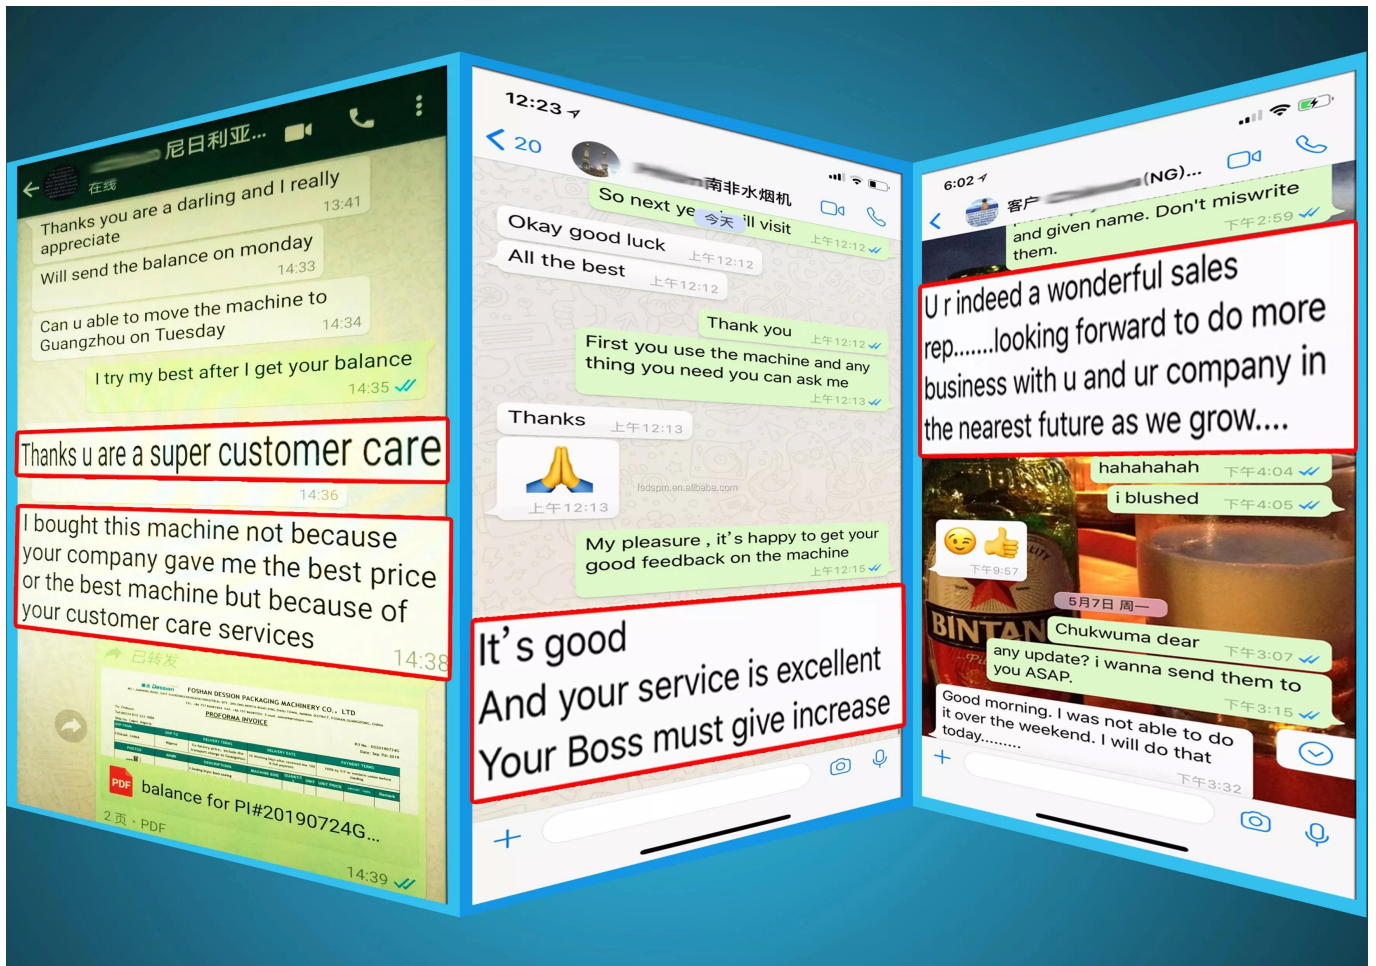 尼日利亚...
在线
Thanks you are a darling and I really
appreciate
13:41
Will send the balance on monday
14:33
Can u able to move the machine to
Guangzhou on Tuesday
14:34
I try my best after I get your balance
14:35
Thanks u are a super customer care
14:36
I bought this machine not because
your company gave me the best price
or the best machine but because of
your customer care services
14:38
已转发
Dession
FOSHAN DESSION PACKAGING MACHINERY CO., LTD
PROFORMA INVOICE
PDF
balance for PI#20190724G...
2 页 · PDF
14:39
12:23
20
南非水烟机
So next ye
ll visit
今天
上午12:12
Okay good luck
上午12:12
All the best
上午12:12
Thank you
上午12:12
First you use the machine and any
thing you need you can ask me
上午12:13
Thanks
上午12:13
上午12:13
fsdspm.en.alibaba.com
My pleasure , it's happy to get your
good feedback on the machine
上午12:15
It's good
And your service is excellent
Your Boss must give increase
6:02
客户
(NG)...
and given name. Don't miswrite
them.
下午2:59
U r indeed a wonderful sales
rep.......looking forward to do more
business with u and ur company in
the nearest future as we grow....
hahahahah
下午4:04
i blushed
下午4:05
下午9:57
BINTAN
5月7日 周一
Chukwuma dear
下午3:07
any update? i wanna send them to
you ASAP.
下午3:15
Good morning. I was not able to do
it over the weekend. I will do that
today.........
下午3:32